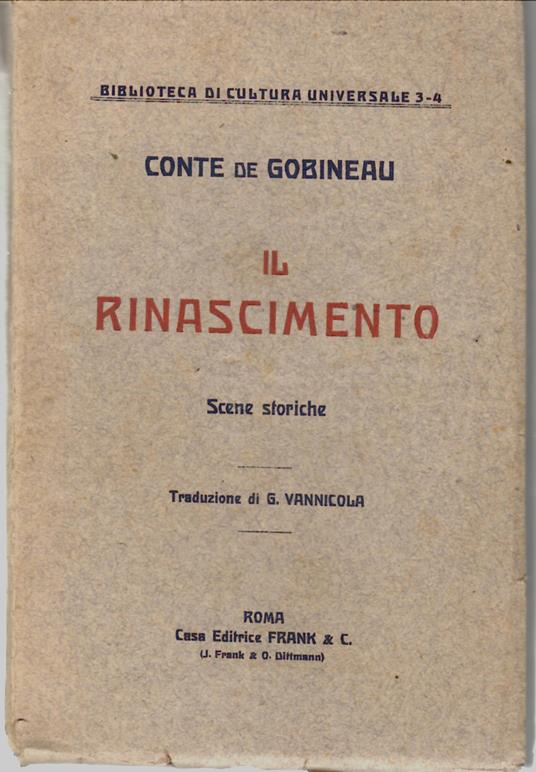 BIBLIOTECA DI CULTURA UNIVERSALE 3-4
CONTE DE GOBINEAU
IL
RINASCIMENTO
Scene storiche
Traduzione di G. VANNICOLA
ROMA
Casa Editrice FRANK & C.
(J. Frank & O. Dittmann)